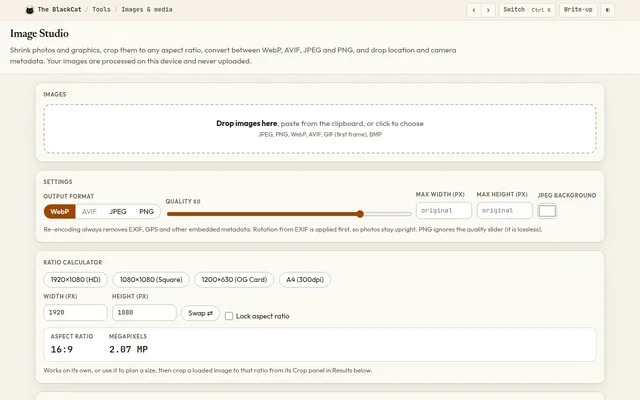 The BlackCat / Tools / Images & media
‹ › Switch Ctrl K Write-up
Image Studio
Shrink photos and graphics, crop them to any aspect ratio, convert between WebP, AVIF, JPEG and PNG, and drop location and camera
metadata. Your images are processed on this device and never uploaded.
IMAGES
Drop images here, paste from the clipboard, or click to choose
JPEG, PNG, WebP, AVIF, GIF (first frame), BMP
SETTINGS
OUTPUT FORMAT QUALITY 80 MAX WIDTH (PX) MAX HEIGHT (PX) JPEG BACKGROUND
WebP AVIF JPEG PNG original original
Re-encoding always removes EXIF, GPS and other embedded metadata. Rotation from EXIF is applied first, so photos stay upright. PNG ignores the quality slider (it is lossless).
RATIO CALCULATOR
1920×1080 (HD) 1080×1080 (Square) 1200×630 (OG Card) A4 (300dpi)
WIDTH (PX) HEIGHT (PX)
1920 1080 Swap ⇄ Lock aspect ratio
ASPECT RATIO MEGAPIXELS
16:9 2.07 MP
Works on its own, or use it to plan a size, then crop a loaded image to that ratio from its Crop panel in Results below.